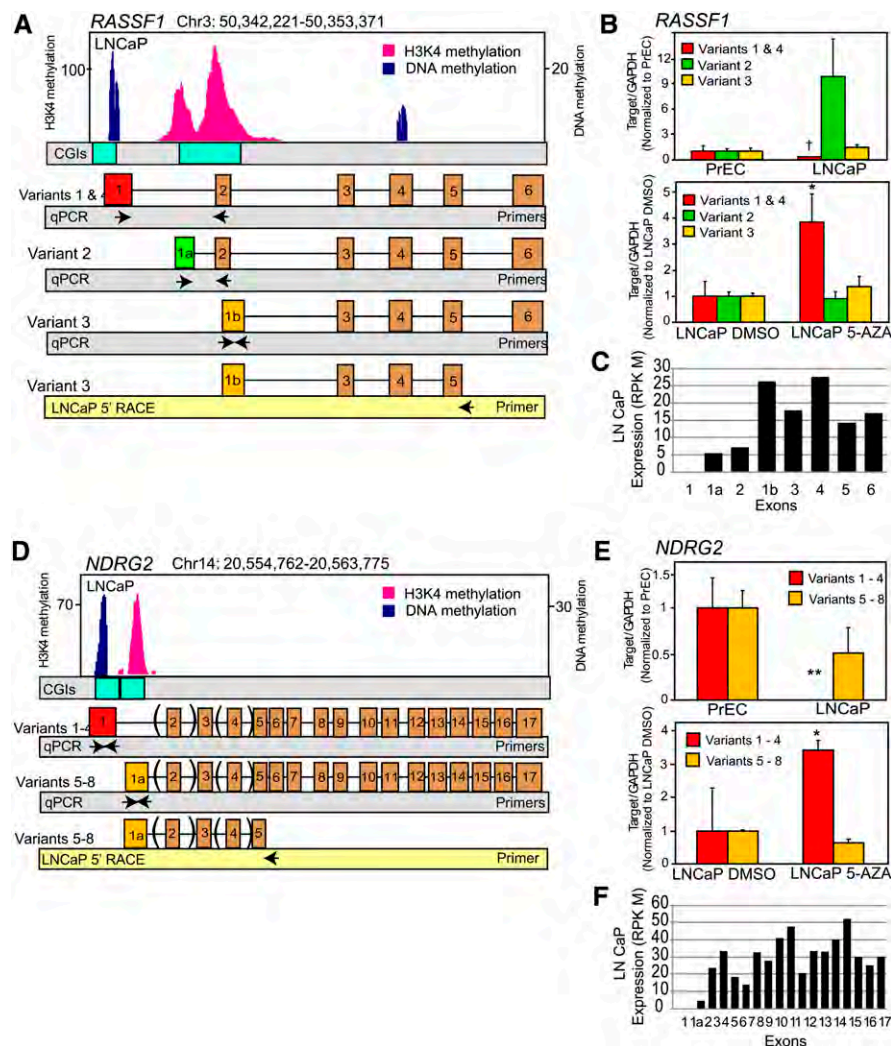 A
RASSF1 Chr3: 50,342,221-50,353,371
LNCaP
H3K4 methylation
DNA methylation
100
20
H3K4 methylation
DNA methylation
CGIs
Variants 1 & 4
1 2 3 4 5 6
qPCR Primers
Variant 2
1a 2 3 4 5 6
qPCR Primers
Variant 3
1b 3 4 5 6
qPCR Primers
Variant 3
1b 3 4 5
LNCaP 5' RACE Primer
B
RASSF1
Target/GAPDH
(Normalized to PrEC)
12
9
6
3
0
Variants 1 & 4
Variant 2
Variant 3
†
PrEC LNCaP
Target/GAPDH
(Normalized to LNCaP DMSO)
5
4
3
2
1
0
Variants 1 & 4
Variant 2
Variant 3
*
LNCaP DMSO LNCaP 5-AZA
C
LN CaP
Expression (RPK M)
30
25
20
15
10
5
1 1a 2 1b 3 4 5 6
Exons
D
NDRG2 Chr14: 20,554,762-20,563,775
LNCaP
H3K4 methylation
DNA methylation
70
30
H3K4 methylation
DNA methylation
CGIs
Variants 1-4
1 ( 2 ) 3 ( 4 ) 5 6 7 8 9 10 11 12 13 14 15 16 17
qPCR Primers
Variants 5-8
1a ( 2 ) 3 ( 4 ) 5 6 7 8 9 10 11 12 13 14 15 16 17
qPCR Primers
Variants 5-8
1a ( 2 ) 3 ( 4 ) 5
LNCaP 5' RACE Primer
E
NDRG2
Target/GAPDH
(Normalized to PrEC)
1.5
1
0.5
0
Variants 1 - 4
Variants 5 - 8
**
PrEC LNCaP
Target/GAPDH
(Normalized to LNCaP DMSO)
4
3
2
1
0
Variants 1 - 4
Variants 5 - 8
*
LNCaP DMSO LNCaP 5-AZA
F
LN CaP
Expression (RPK M)
60
50
40
30
20
10
0
1 1a 2 3 4 5 6 7 8 9 10 11 12 13 14 15 16 17
Exons